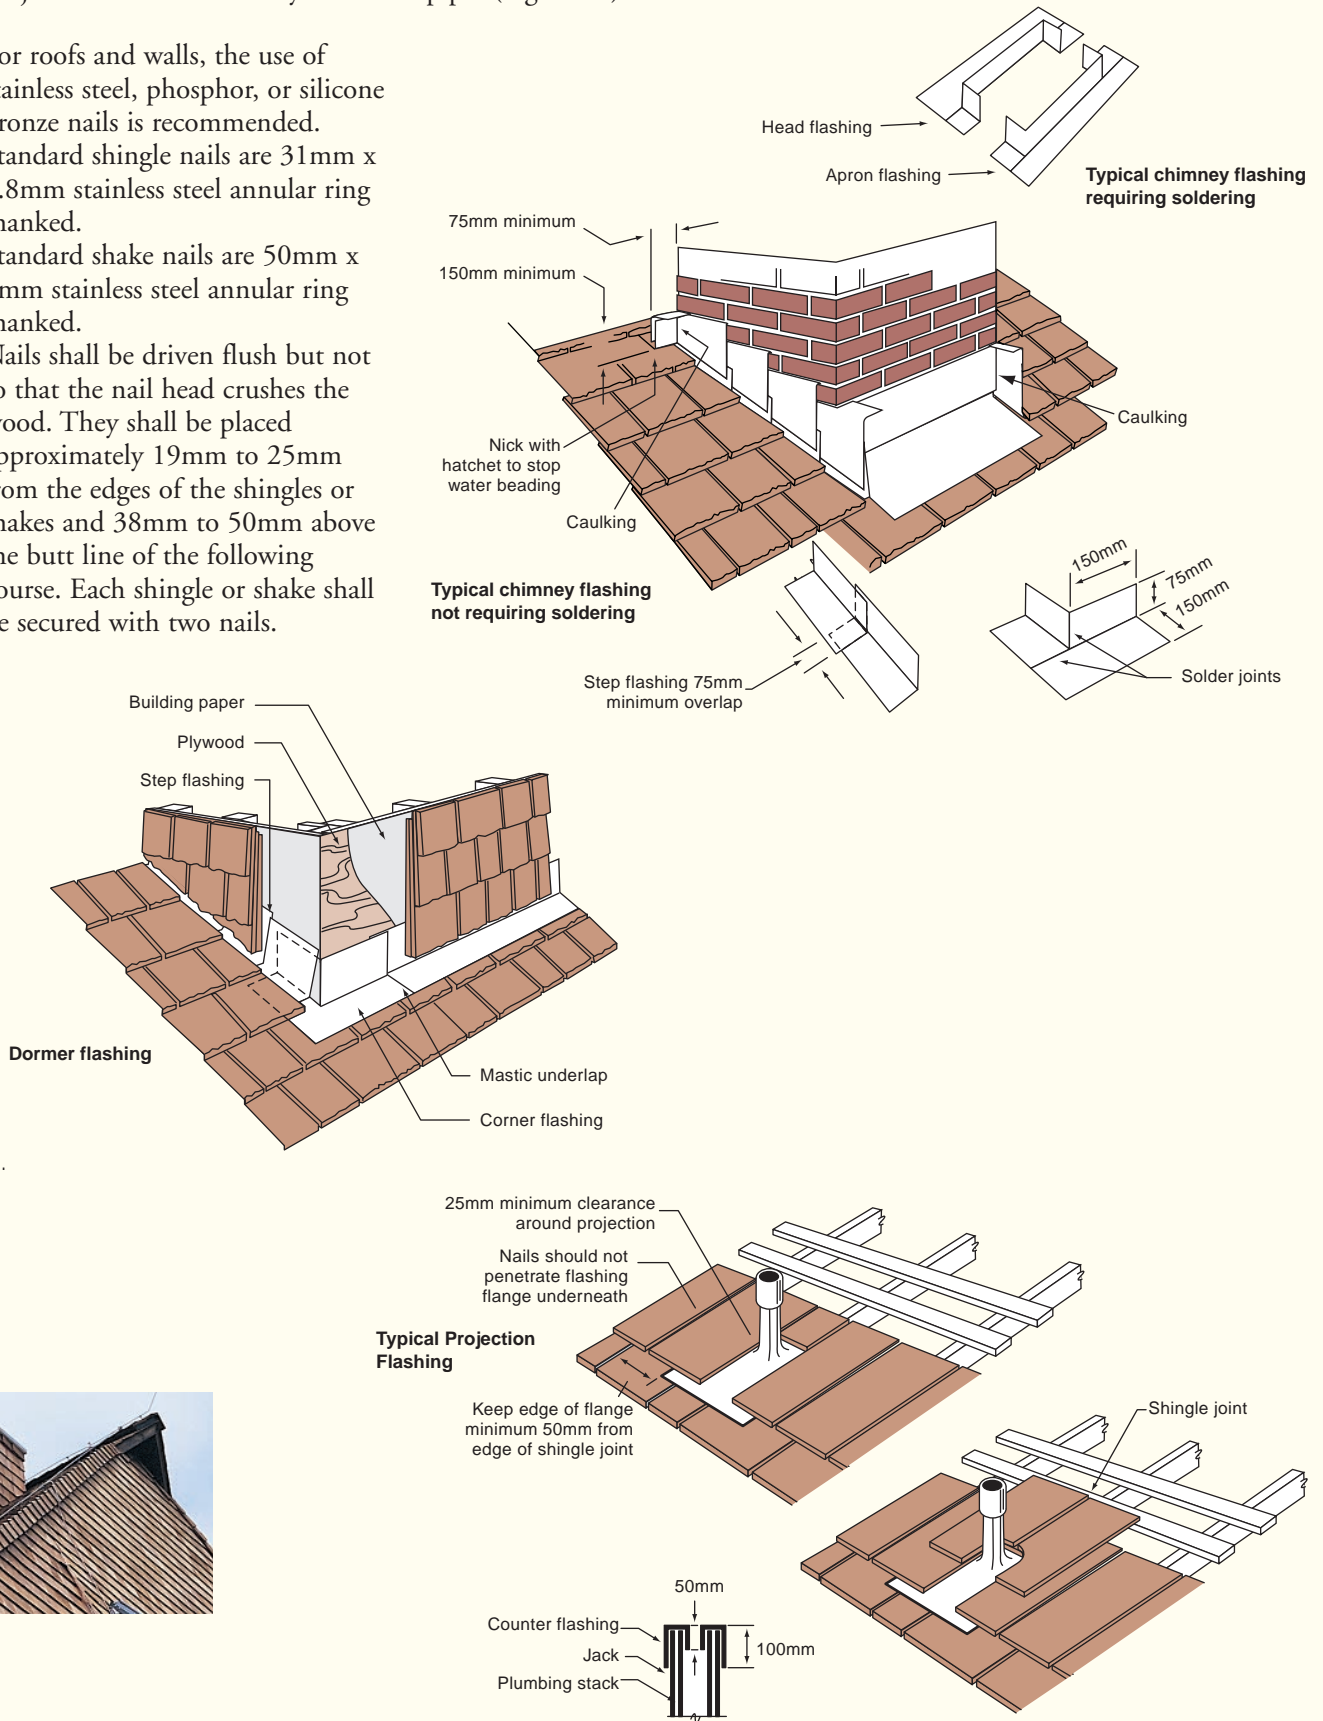 or roofs and walls, the use of
tainless steel, phosphor, or silicone
ronze nails is recommended.
tandard shingle nails are 31mm x
.8mm stainless steel annular ring
hanked.
tandard shake nails are 50mm x
mm stainless steel annular ring
hanked.
Nails shall be driven flush but not
o that the nail head crushes the
ood. They shall be placed
pproximately 19mm to 25mm
rom the edges of the shingles or
hakes and 38mm to 50mm above
he butt line of the following
ourse. Each shingle or shake shall
e secured with two nails.
Head flashing
Apron flashing
Typical chimney flashing
requiring soldering
75mm minimum
150mm minimum
Nick with
hatchet to stop
water beading
Caulking
Caulking
Typical chimney flashing
not requiring soldering
Step flashing 75mm
minimum overlap
150mm
75mm
150mm
Solder joints
Building paper
Plywood
Step flashing
Dormer flashing
Mastic underlap
Corner flashing
25mm minimum clearance
around projection
Nails should not
penetrate flashing
flange underneath
Typical Projection
Flashing
Keep edge of flange
minimum 50mm from
edge of shingle joint
Shingle joint
50mm
Counter flashing
100mm
Jack
Plumbing stack